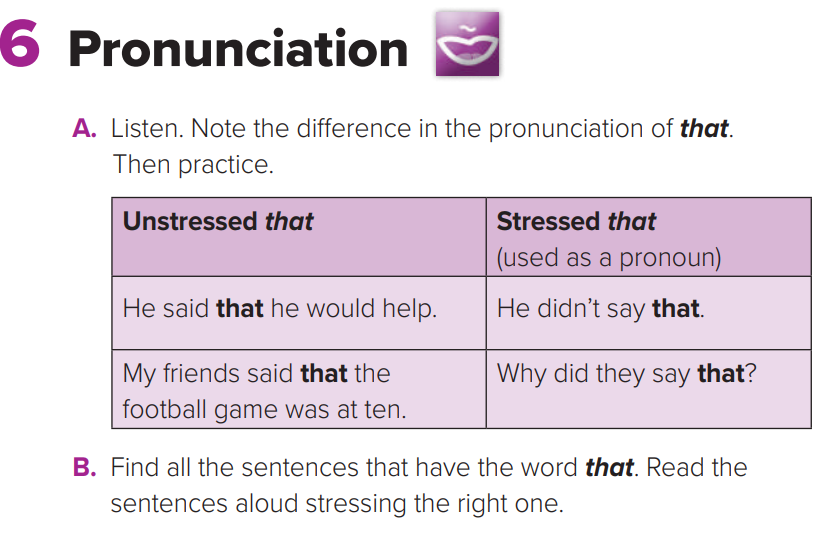 6 Pronunciation
A. Listen. Note the difference in the pronunciation of that.
Then practice.
Unstressed that
Stressed that
(used as a pronoun)
He said that he would help.
He didn’t say that.
My friends said that the
football game was at ten.
Why did they say that?
B. Find all the sentences that have the word that. Read the
sentences aloud stressing the right one.